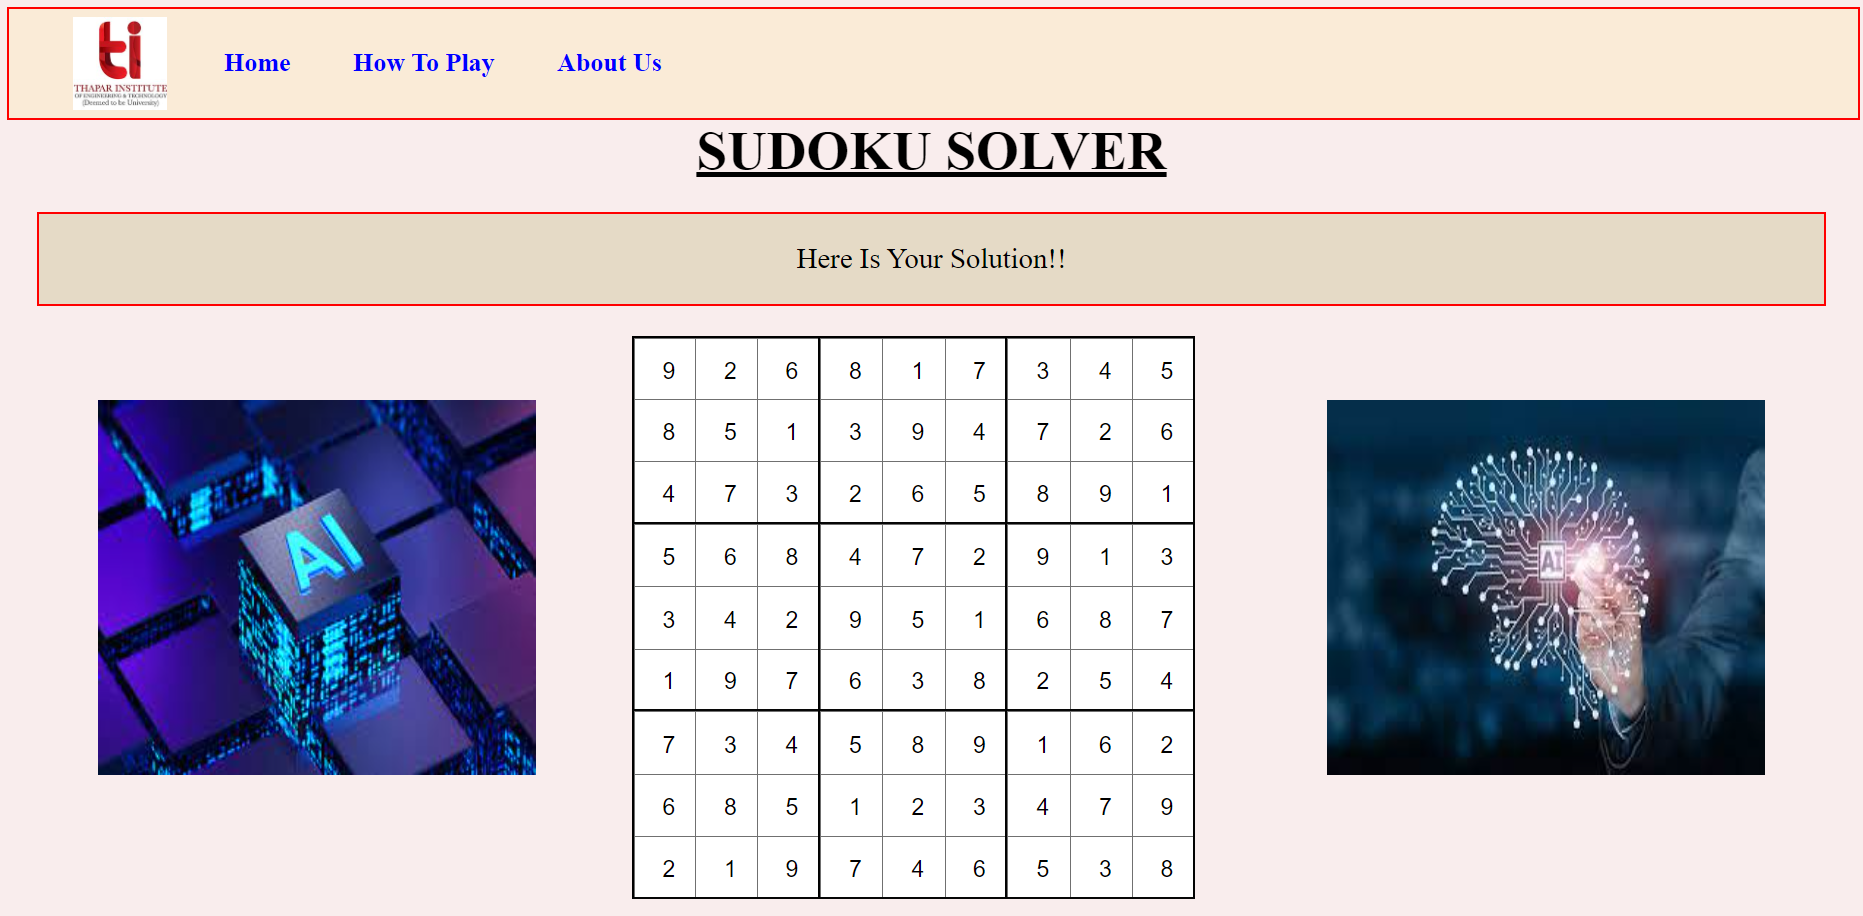 ti
THAPAR INSTITUTE
OF ENGINEERING & TECHNOLOGY
(Deemed to be University)
Home How To Play About Us
SUDOKU SOLVER
Here Is Your Solution!!
9 2 6 8 1 7 3 4 5
8 5 1 3 9 4 7 2 6
4 7 3 2 6 5 8 9 1
5 6 8 4 7 2 9 1 3
3 4 2 9 5 1 6 8 7
1 9 7 6 3 8 2 5 4
7 3 4 5 8 9 1 6 2
6 8 5 1 2 3 4 7 9
2 1 9 7 4 6 5 3 8
AI
AI